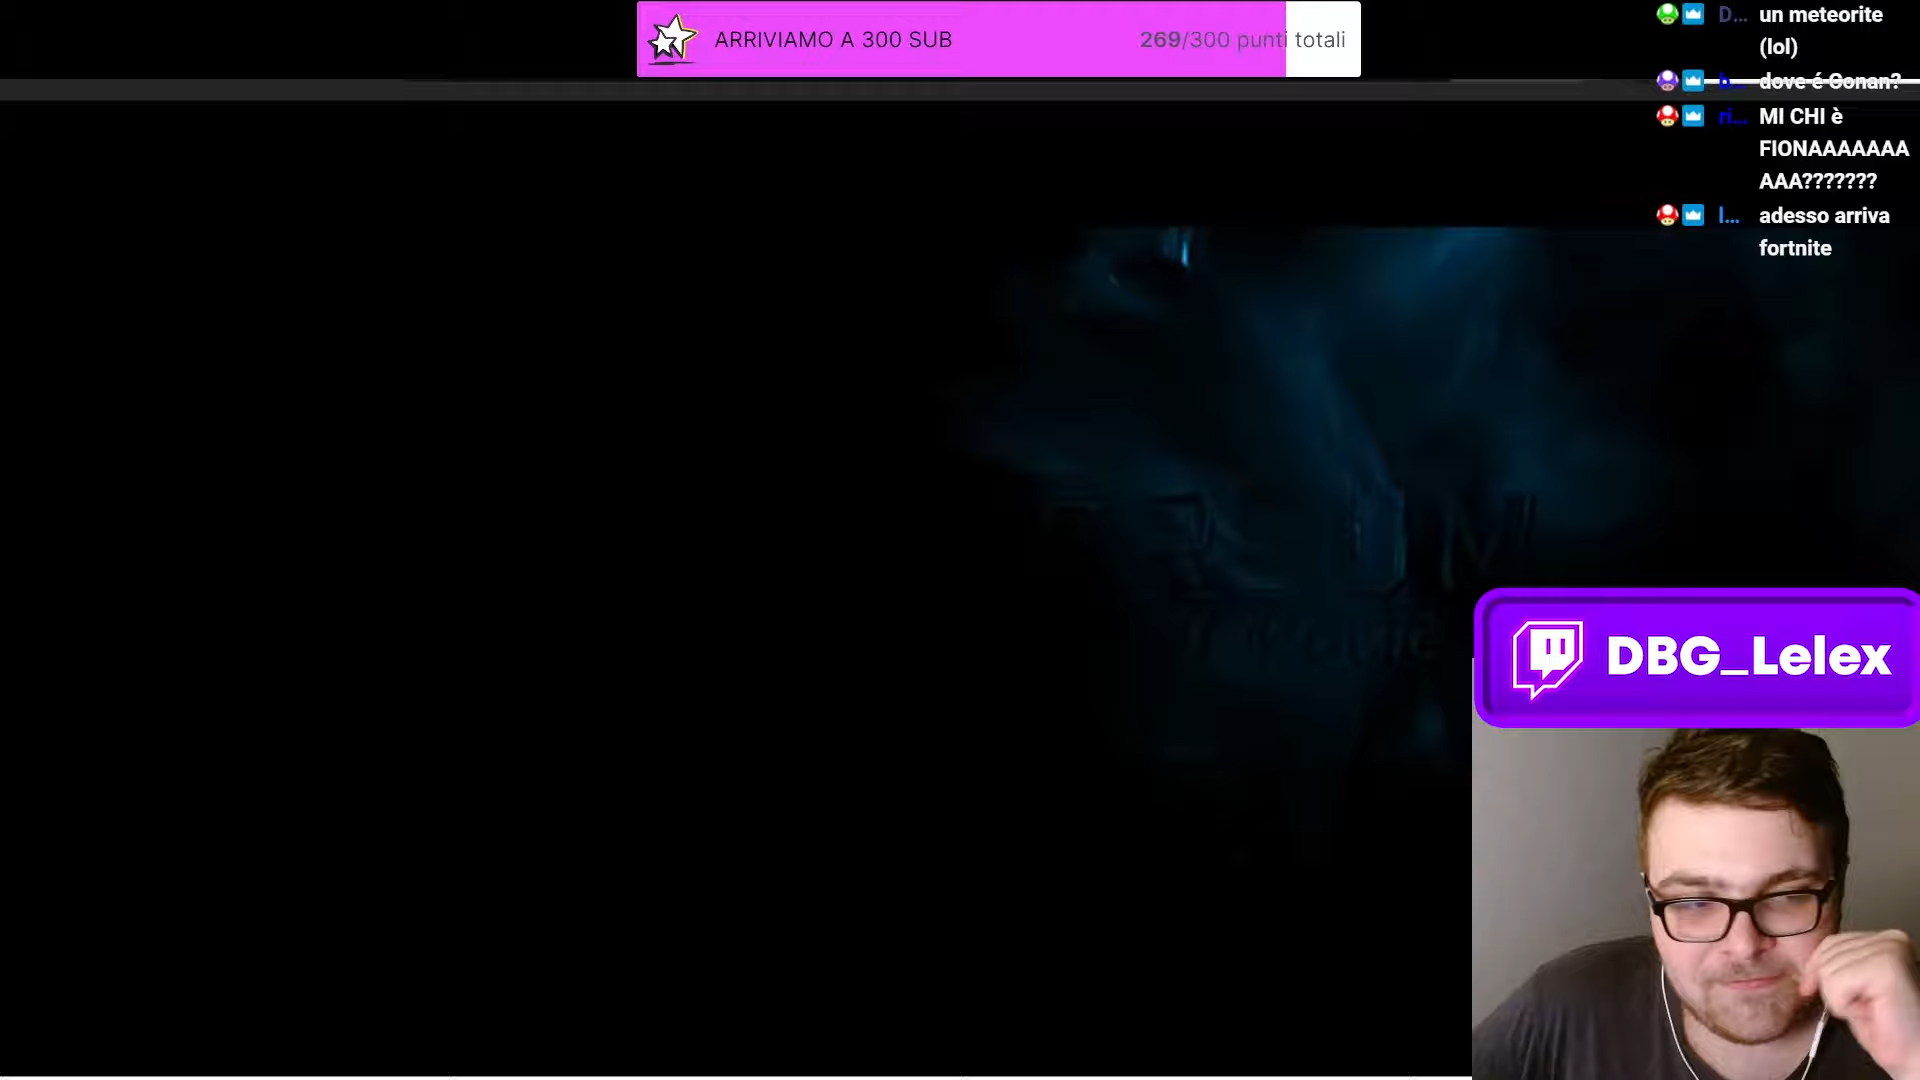 ARRIVIAMO A 300 SUB
269/300 punti totali
D... un meteorite
(lol)
b... dove é Conan?
ri... MI CHI è
FIONAAAAAAA
AAA???????
l... adesso arriva
fortnite
DBG_Lelex